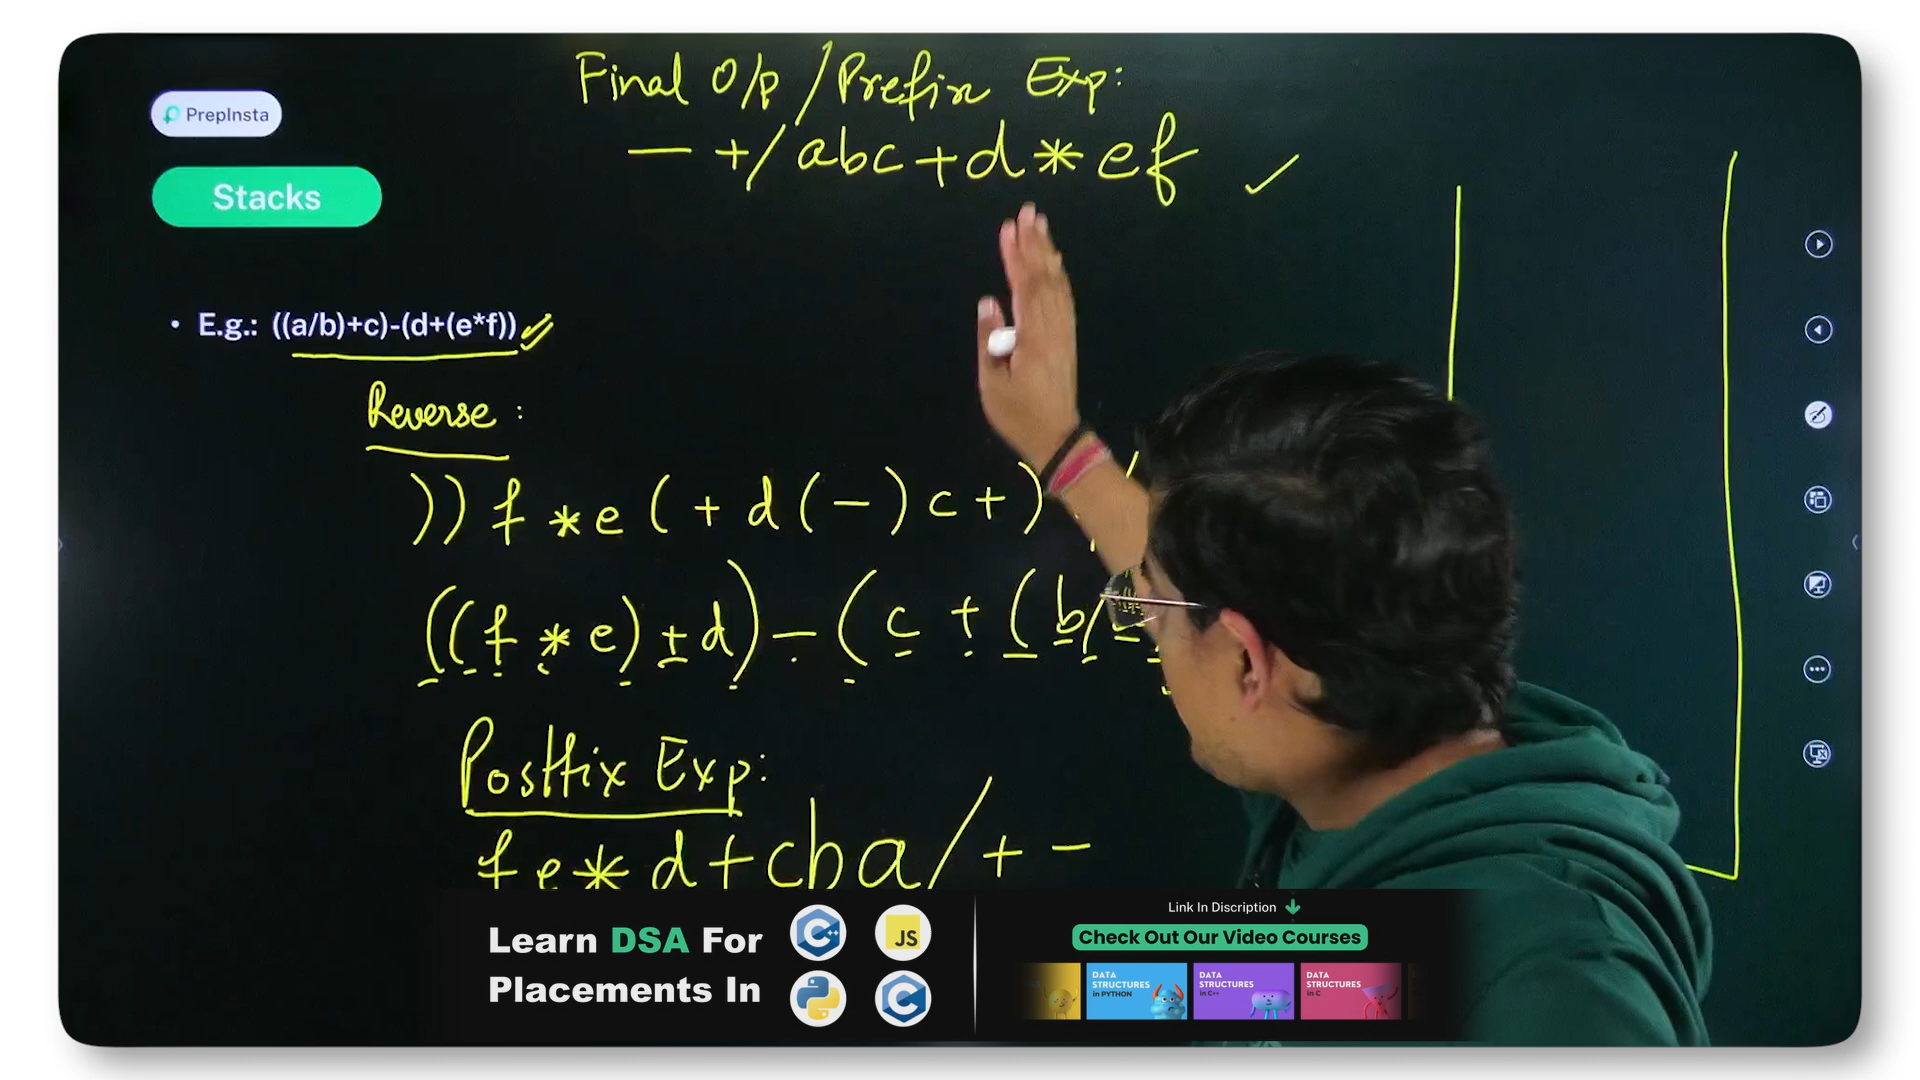 Final O/p / Prefix Exp:
- + / abc + d * ef
PrepInsta
Stacks
• E.g.: ((a/b)+c)-(d+(e*f))
Reverse :
)) f * e ( + d ( - ) c + )
((f * e) + d) - ( c + ( b /
Postfix Exp:
f e * d + c b a / + -
Learn DSA For
Placements In
C++
JS
C
Link In Discription
Check Out Our Video Courses
DATA STRUCTURES in PYTHON
DATA STRUCTURES in C++
DATA STRUCTURES in C